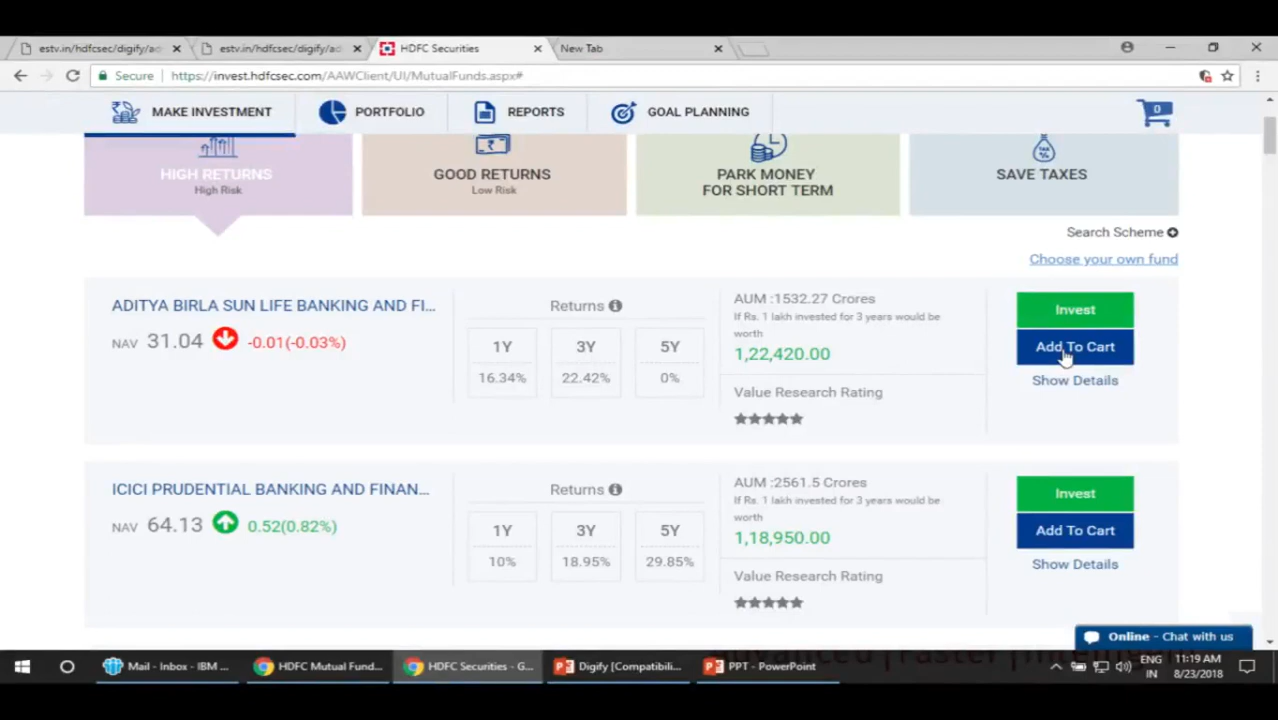 estv.in/hdfcsec/digify/ad
estv.in/hdfcsec/digify/ad
HDFC Securities
New Tab
Secure
https://invest.hdfcsec.com/AAWClient/UI/MutualFunds.aspx#
MAKE INVESTMENT
PORTFOLIO
REPORTS
GOAL PLANNING
0
HIGH RETURNS
High Risk
GOOD RETURNS
Low Risk
PARK MONEY
FOR SHORT TERM
TAX
SAVE TAXES
Search Scheme
Choose your own fund
ADITYA BIRLA SUN LIFE BANKING AND FI...
NAV 31.04 -0.01(-0.03%)
Returns
1Y 3Y 5Y
16.34% 22.42% 0%
AUM :1532.27 Crores
If Rs. 1 lakh invested for 3 years would be
worth
1,22,420.00
Value Research Rating
Invest
Add To Cart
Show Details
ICICI PRUDENTIAL BANKING AND FINAN...
NAV 64.13 0.52(0.82%)
Returns
1Y 3Y 5Y
10% 18.95% 29.85%
AUM :2561.5 Crores
If Rs. 1 lakh invested for 3 years would be
worth
1,18,950.00
Value Research Rating
Invest
Add To Cart
Show Details
Online - Chat with us
Mail - Inbox - IBM ...
HDFC Mutual Fund...
HDFC Securities - G...
Digify [Compatibili...
PPT - PowerPoint
ENG
IN
11:19 AM
8/23/2018